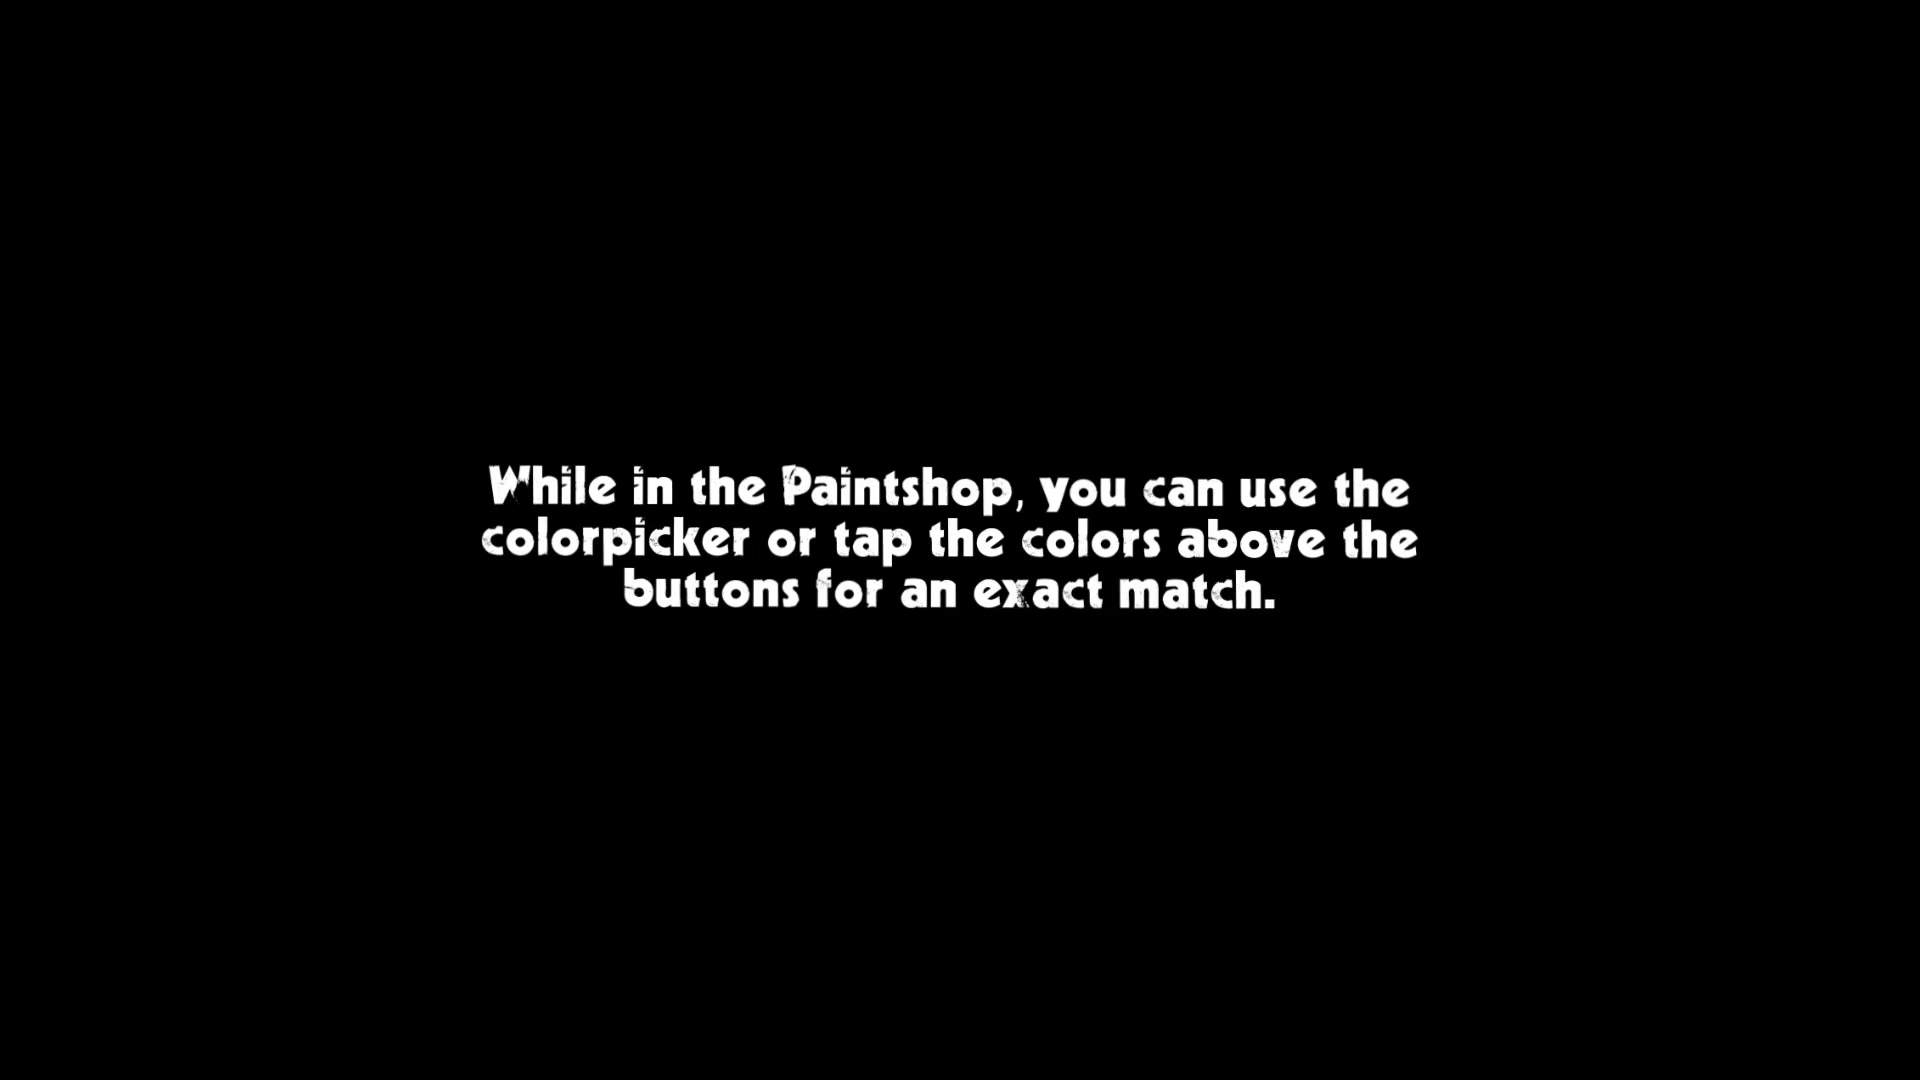 While in the Paintshop, you can use the
colorpicker or tap the colors above the
buttons for an exact match.